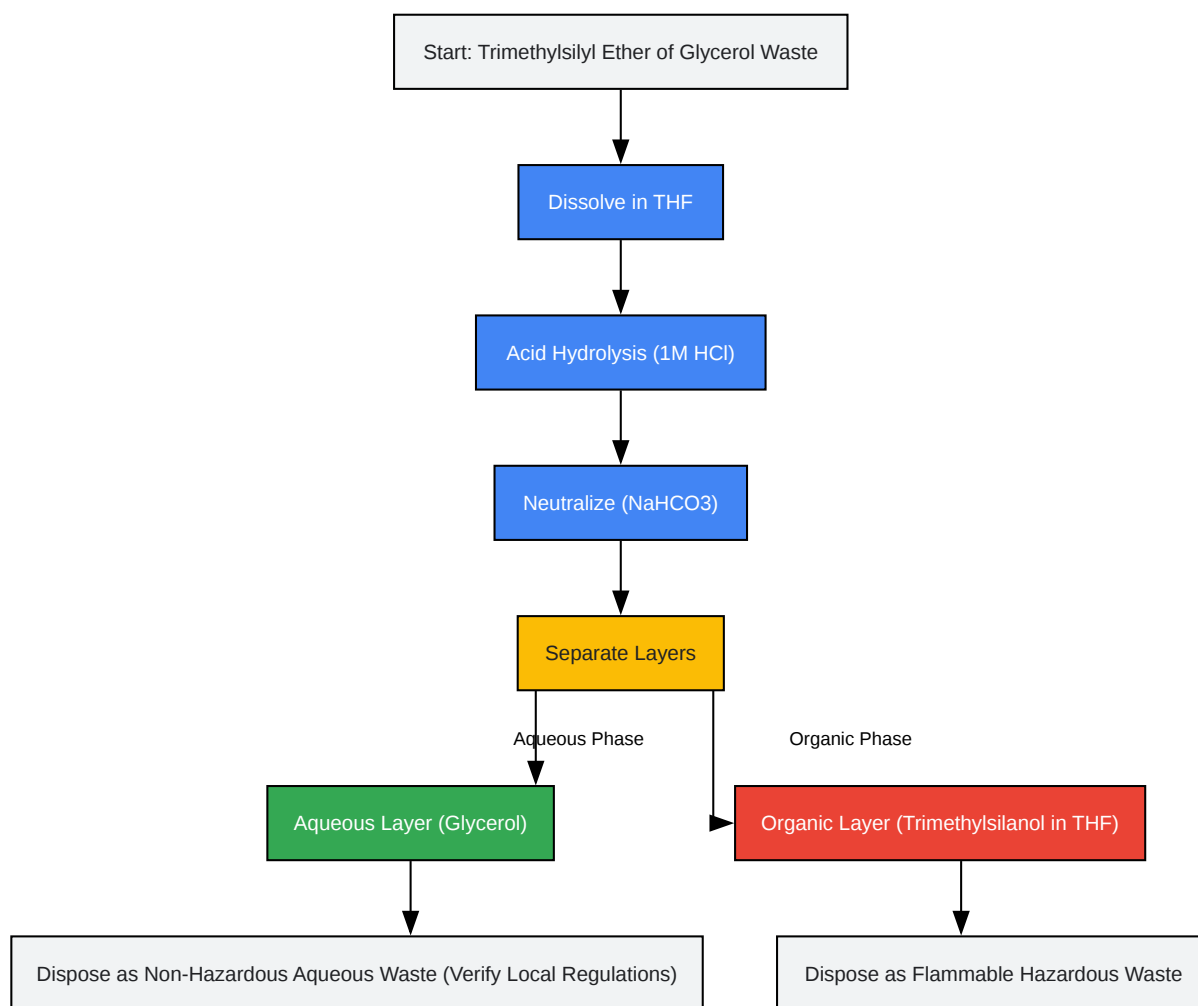 Start: Trimethylsilyl Ether of Glycerol Waste
Dissolve in THF
Acid Hydrolysis (1M HCl)
Neutralize (NaHCO3)
Separate Layers
Aqueous Phase
Organic Phase
Aqueous Layer (Glycerol)
Organic Layer (Trimethylsilanol in THF)
Dispose as Non-Hazardous Aqueous Waste (Verify Local Regulations)
Dispose as Flammable Hazardous Waste